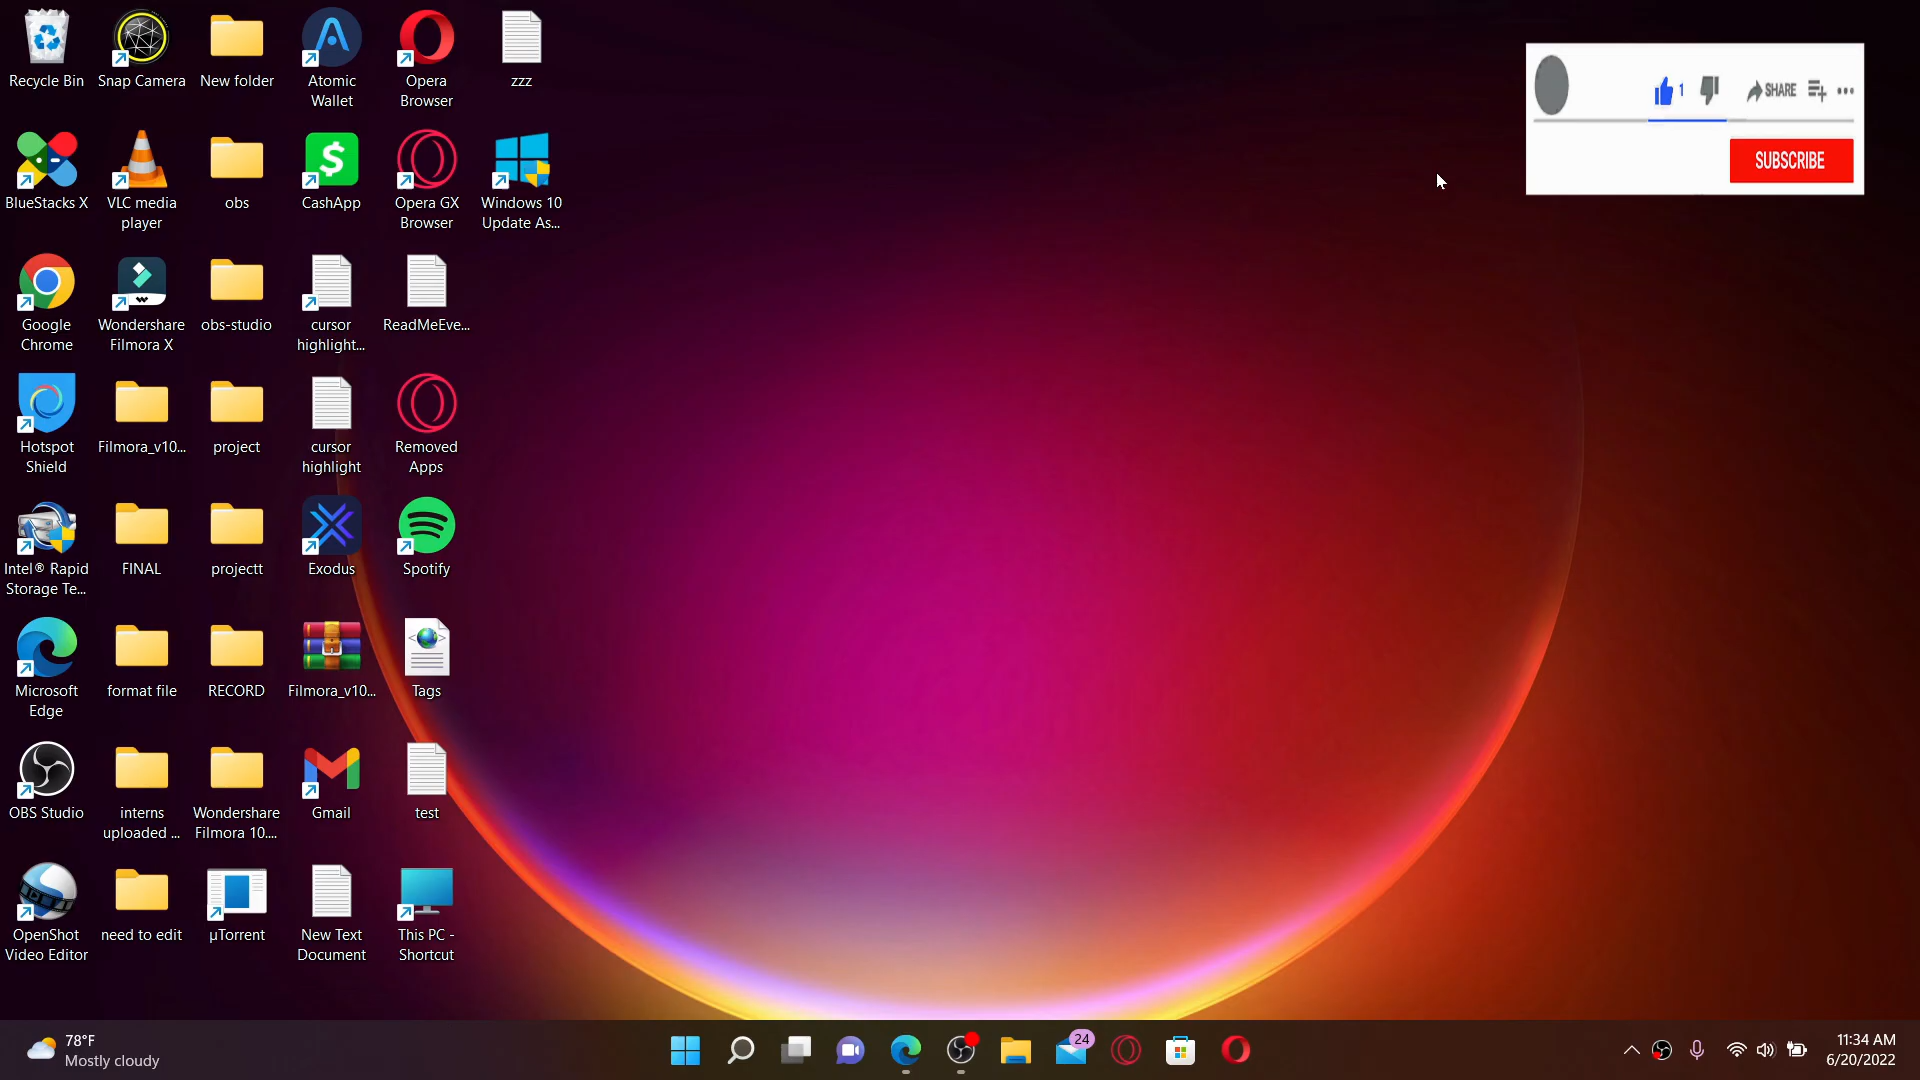 Recycle Bin
Snap Camera
New folder
Atomic
Wallet
Opera
Browser
zzz
BlueStacks X
VLC media
player
obs
CashApp
Opera GX
Browser
Windows 10
Update As...
Google
Chrome
Wondershare
Filmora X
obs-studio
cursor
highlight...
ReadMeEve...
Hotspot
Shield
Filmora_v10...
project
cursor
highlight
Removed
Apps
Intel® Rapid
Storage Te...
FINAL
projectt
Exodus
Spotify
Microsoft
Edge
format file
RECORD
Filmora_v10...
Tags
OBS Studio
interns
uploaded ...
Wondershare
Filmora 10....
Gmail
test
OpenShot
Video Editor
need to edit
µTorrent
New Text
Document
This PC -
Shortcut
1
SHARE
SUBSCRIBE
78°F
Mostly cloudy
24
11:34 AM
6/20/2022